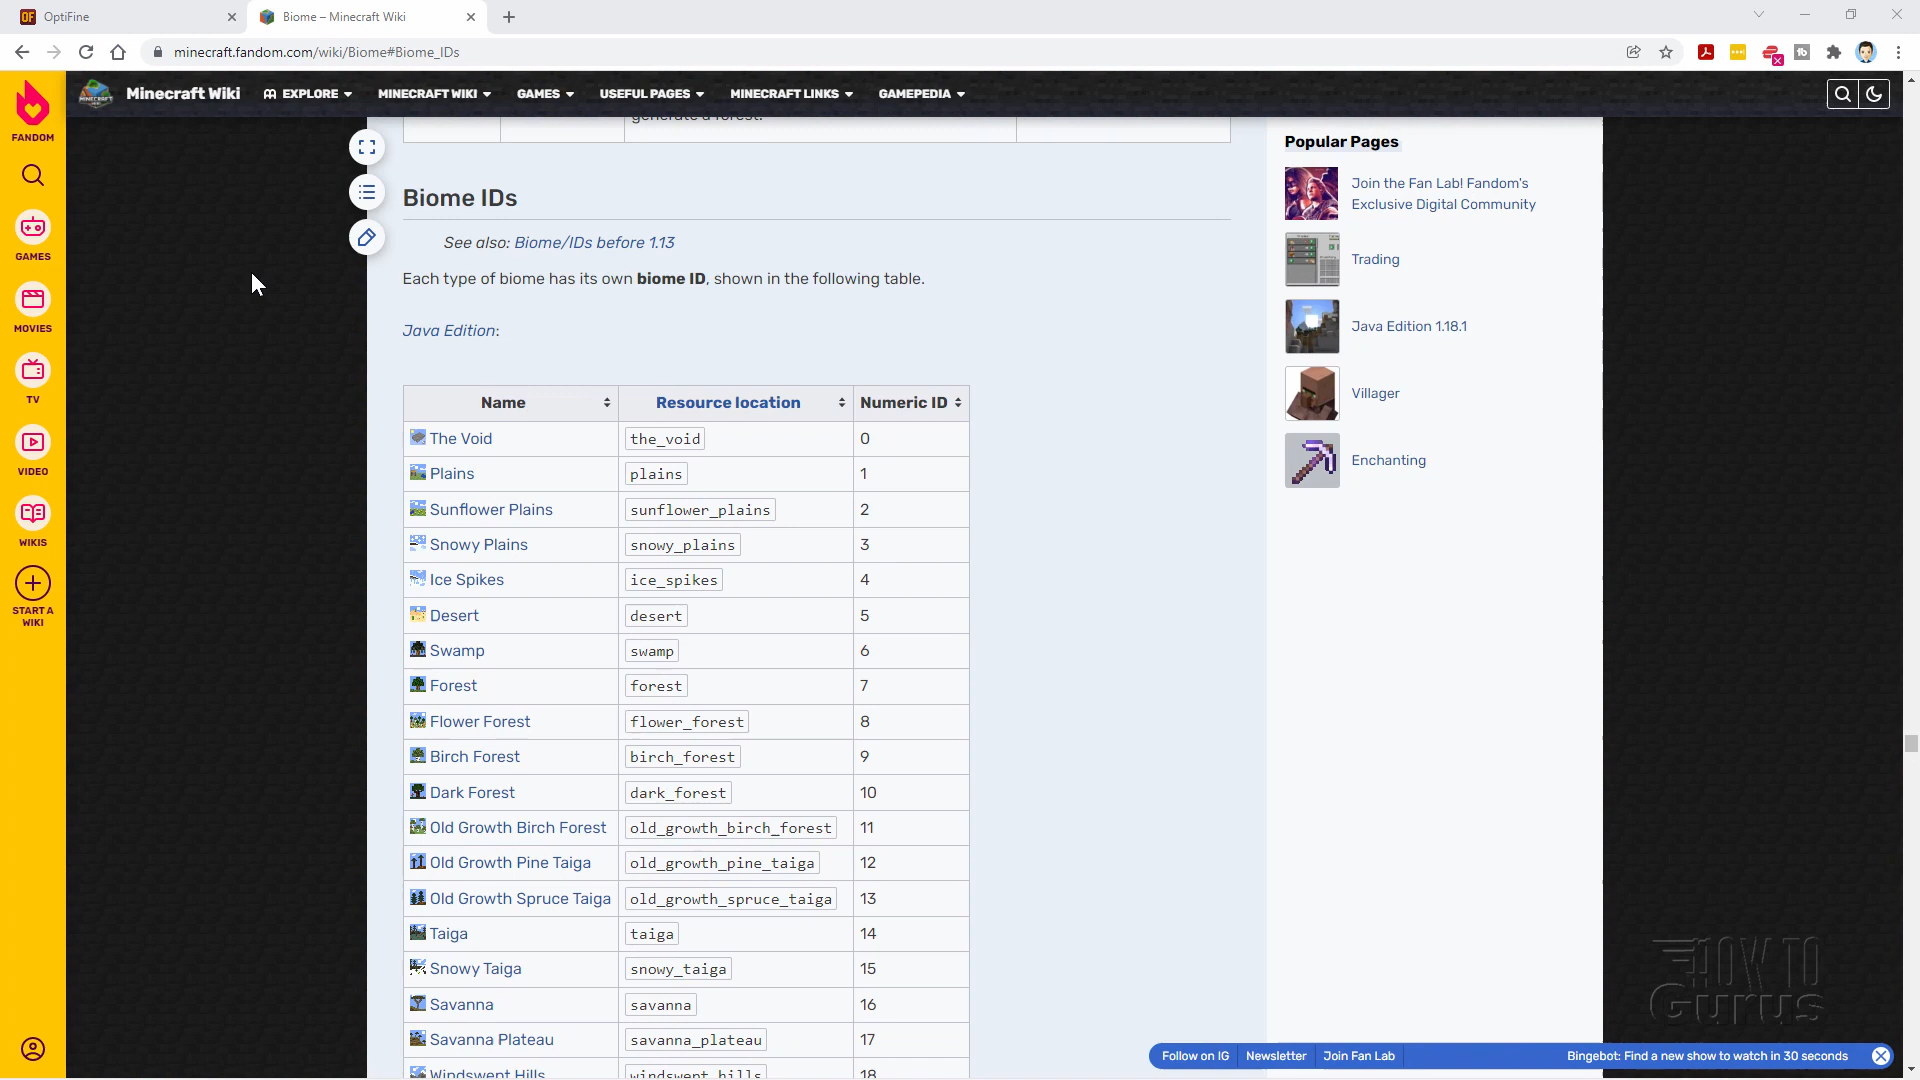 OptiFine
Biome – Minecraft Wiki
minecraft.fandom.com/wiki/Biome#Biome_IDs
FANDOM
GAMES
MOVIES
TV
VIDEO
WIKIS
START A
WIKI
Minecraft Wiki
EXPLORE
MINECRAFT WIKI
GAMES
USEFUL PAGES
MINECRAFT LINKS
GAMEPEDIA
generate a forest.
Biome IDs
See also: Biome/IDs before 1.13
Each type of biome has its own biome ID, shown in the following table.
Java Edition:
Name Resource location Numeric ID
The Void the_void 0
Plains plains 1
Sunflower Plains sunflower_plains 2
Snowy Plains snowy_plains 3
Ice Spikes ice_spikes 4
Desert desert 5
Swamp swamp 6
Forest forest 7
Flower Forest flower_forest 8
Birch Forest birch_forest 9
Dark Forest dark_forest 10
Old Growth Birch Forest old_growth_birch_forest 11
Old Growth Pine Taiga old_growth_pine_taiga 12
Old Growth Spruce Taiga old_growth_spruce_taiga 13
Taiga taiga 14
Snowy Taiga snowy_taiga 15
Savanna savanna 16
Savanna Plateau savanna_plateau 17
Windswept Hills windswept_hills 18
Popular Pages
Join the Fan Lab! Fandom's
Exclusive Digital Community
Trading
Java Edition 1.18.1
Villager
Enchanting
HOW TO
Gurus
Follow on IG Newsletter Join Fan Lab Bingebot: Find a new show to watch in 30 seconds